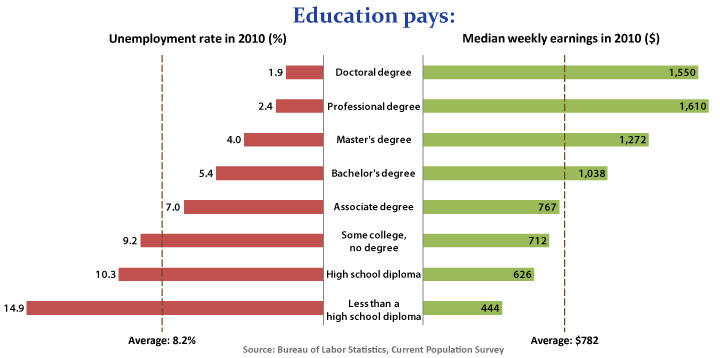 Education pays:
Unemployment rate in 2010 (%)
Median weekly earnings in 2010 ($)
1.9 Doctoral degree 1,550
2.4 Professional degree 1,610
4.0 Master's degree 1,272
5.4 Bachelor's degree 1,038
7.0 Associate degree 767
9.2 Some college, 712
no degree
10.3 High school diploma 626
14.9 Less than a 444
high school diploma
Average: 8.2%
Average: $782
Source: Bureau of Labor Statistics, Current Population Survey